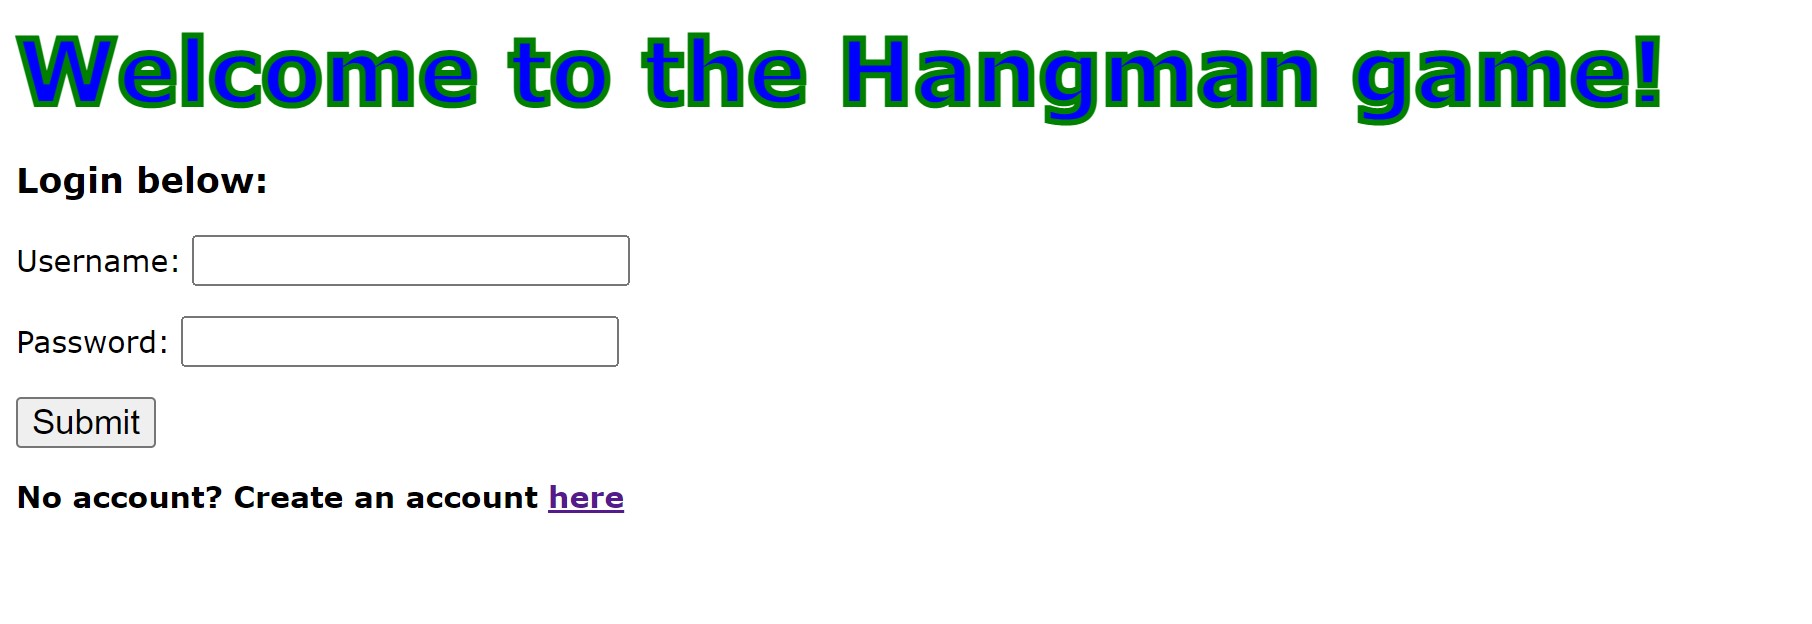 Welcome to the Hangman game!
Login below:
Username:
Password:
Submit
No account? Create an account here